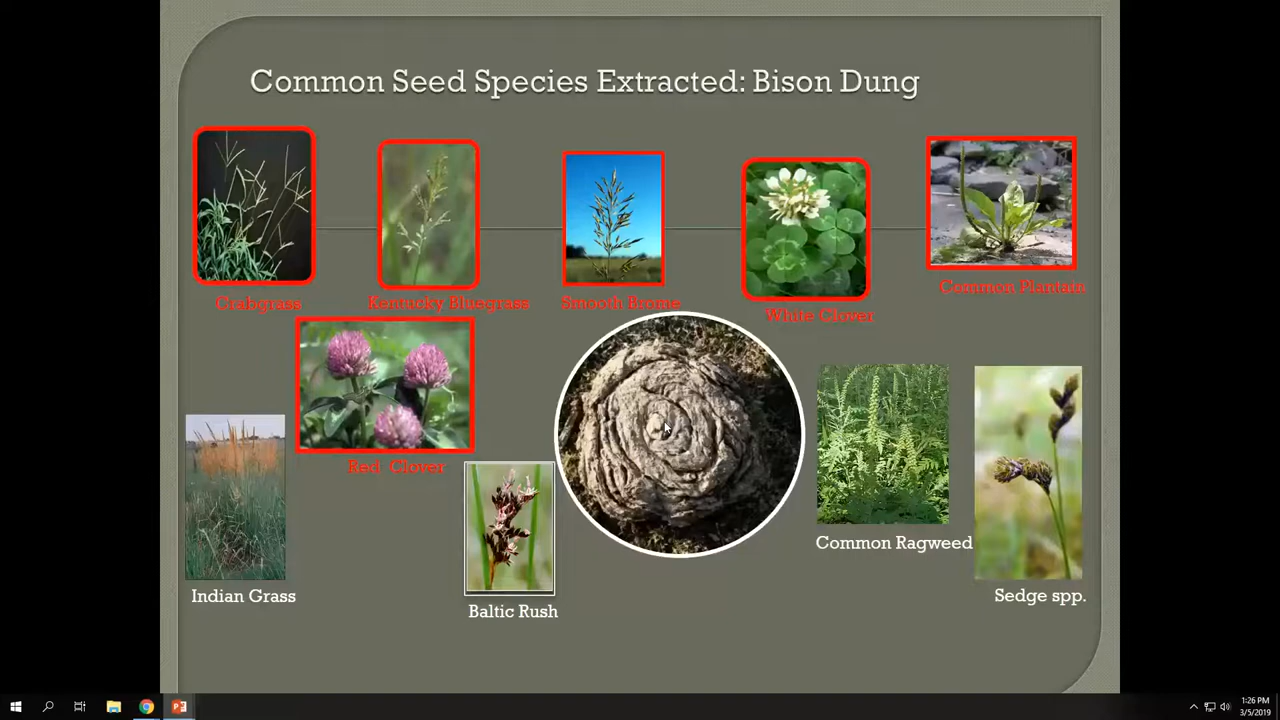 Common Seed Species Extracted: Bison Dung
Crabgrass
Kentucky Bluegrass
Smooth Brome
White Clover
Common Plantain
Red Clover
Indian Grass
Baltic Rush
Common Ragweed
Sedge spp.
1:26 PM
3/5/2019